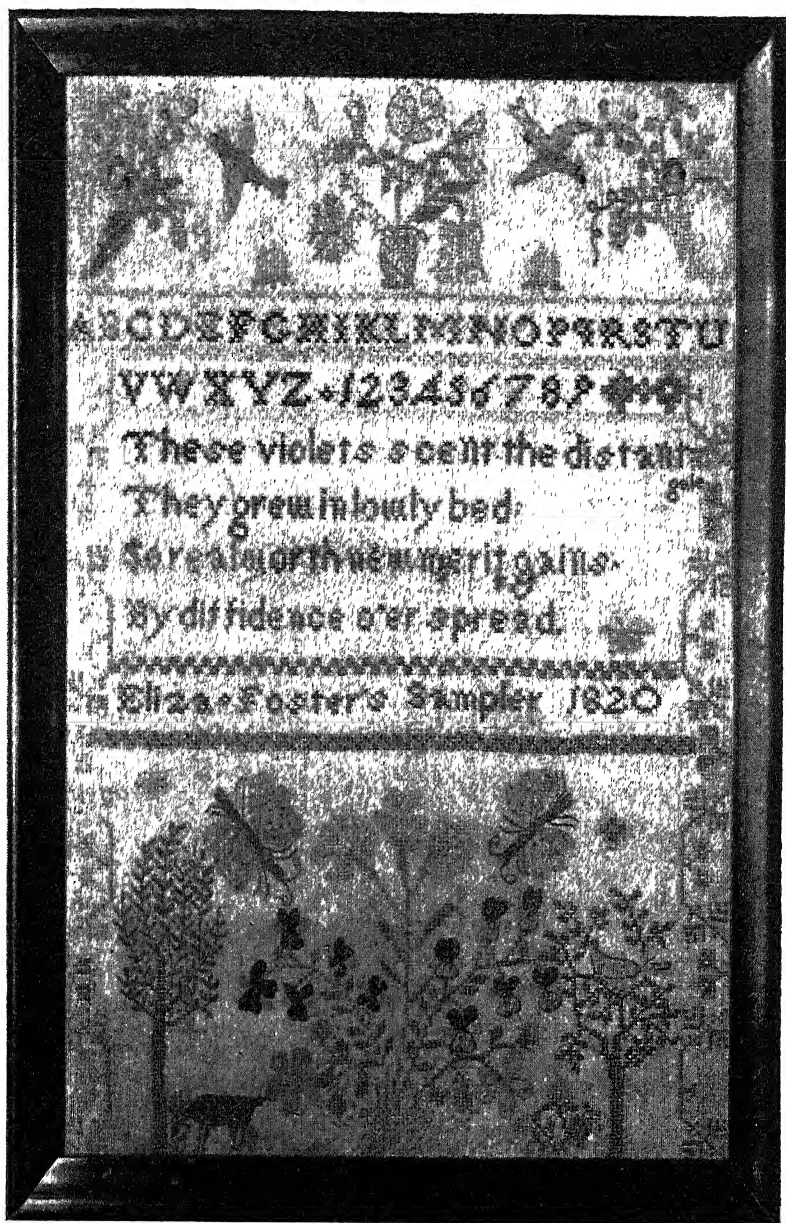 ABCDEFGHIKLMNOPQRSTU
VWXYZ+123456789
These violets scent the distant gale
They grew in lowly bed:
So real worth new merit gains.
By diffidence o'er spread.
Eliza Foster's Sampler 1820